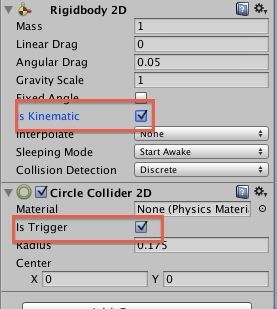 Rigidbody 2D
Mass 1
Linear Drag 0
Angular Drag 0.05
Gravity Scale 1
Fixed Angle
Is Kinematic
Interpolate None
Sleeping Mode Start Awake
Collision Detection Discrete
Circle Collider 2D
Material None (Physics Materi
Is Trigger
Radius 0.175
Center
X 0 Y 0